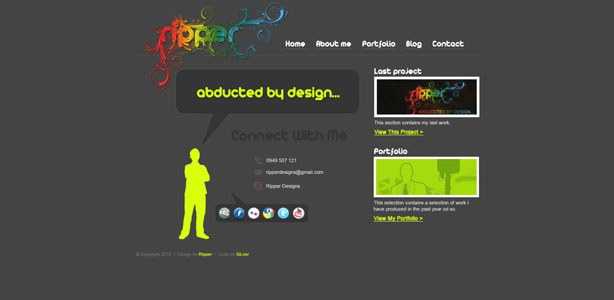 ripper
Home About me Portfolio Blog Contact
abducted by design...
Connect With Me
0949 507 121
ripperdesigns@gmail.com
Ripper Designs
Last project
ripper
ABDUCTED BY DESIGN
This section contains my last work.
View This Project >
Portfolio
This selection contains a selection of work I
have produced in the past year od so.
View My Portfolio >
© Copyright 2010 | Design by Ripper | Code by SiLver